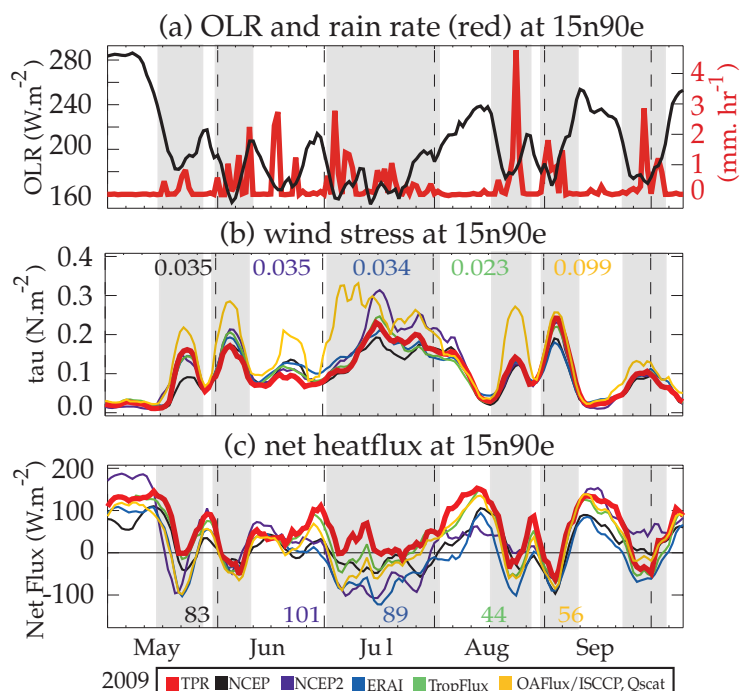 (a) OLR and rain rate (red) at 15n90e
280
240
200
160
OLR (W.m-2)
4
3
2
1
0
(mm. hr-1)
(b) wind stress at 15n90e
0.4
0.3
0.2
0.1
0.0
tau (N.m-2)
0.035 0.035 0.034 0.023 0.099
(c) net heatflux at 15n90e
200
100
0
-100
Net Flux (W.m-2)
83 101 89 44 56
May Jun Jul Aug Sep
2009 TPR NCEP NCEP2 ERAI TropFlux OAFlux/ISCCP, Qscat